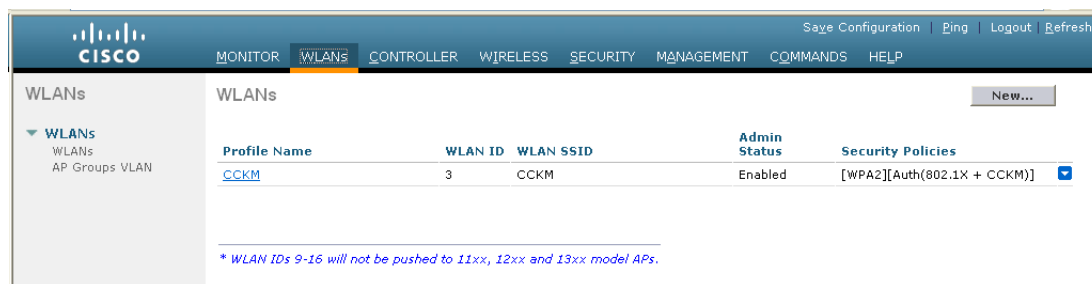 Save Configuration | Ping | Logout | Refresh
CISCO
MONITOR WLANs CONTROLLER WIRELESS SECURITY MANAGEMENT COMMANDS HELP
WLANs
WLANs
WLANs
AP Groups VLAN
WLANs
New...
Profile Name WLAN ID WLAN SSID Admin Status Security Policies
CCKM 3 CCKM Enabled [WPA2][Auth(802.1X + CCKM)]
* WLAN IDs 9-16 will not be pushed to 11xx, 12xx and 13xx model APs.